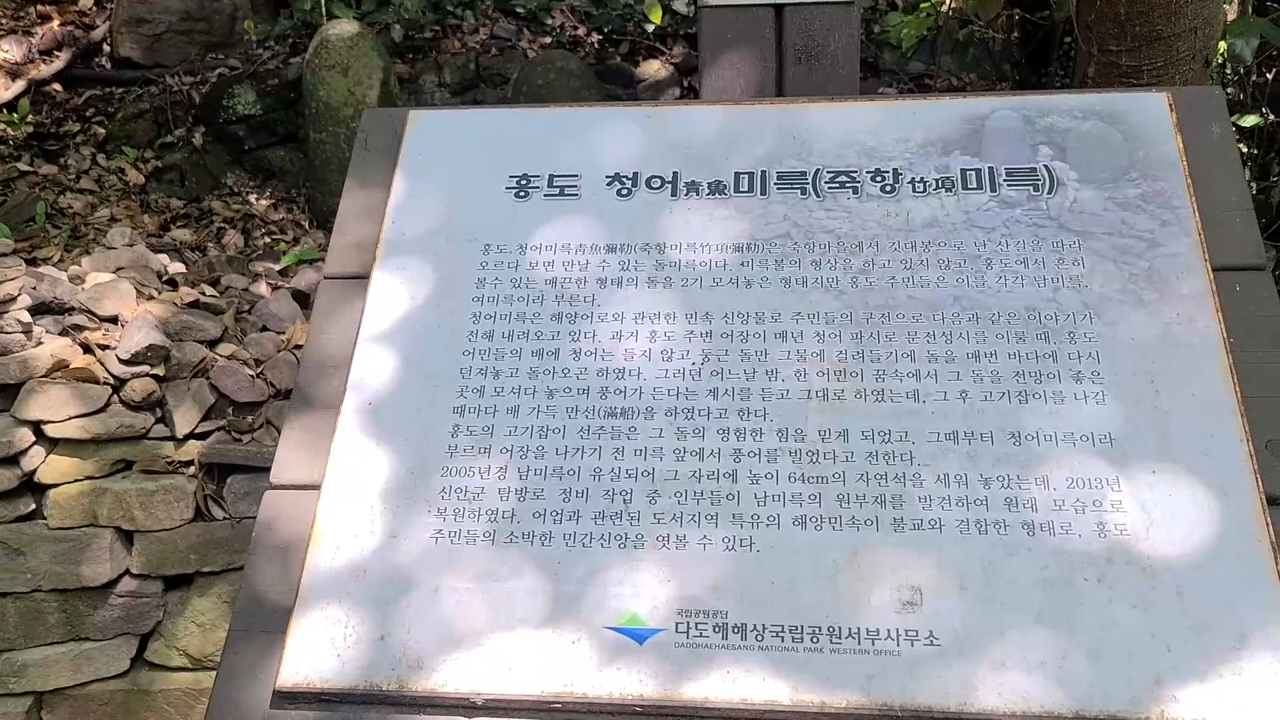 홍도 청어靑魚미륵(죽항竹項미륵)
홍도 청어미륵靑魚彌勒(죽항미륵竹項彌勒)은 죽항마을에서 깃대봉으로 난 산길을 따라
오르다 보면 만날 수 있는 돌미륵이다. 미륵불의 형상을 하고 있지 않고, 홍도에서 흔히
볼수 있는 매끈한 형태의 돌을 2기 모셔놓은 형태지만 홍도 주민들은 이를 각각 남미륵,
여미륵이라 부른다.
청어미륵은 해양어로와 관련한 민속 신앙물로 주민들의 구전으로 다음과 같은 이야기가
전해 내려오고 있다. 과거 홍도 주변 어장이 매년 청어 파시로 문전성시를 이룰 때, 홍도
어민들의 배에 청어는 들지 않고 둥근 돌만 그물에 걸려들기에 돌을 매번 바다에 다시
던져놓고 돌아오곤 하였다. 그러던 어느날 밤, 한 어민이 꿈속에서 그 돌을 전망이 좋은
곳에 모셔다 놓으며 풍어가 든다는 계시를 듣고 그대로 하였는데, 그 후 고기잡이를 나갈
때마다 배 가득 만선(滿船)을 하였다고 한다.
홍도의 고기잡이 선주들은 그 돌의 영험한 힘을 믿게 되었고, 그때부터 청어미륵이라
부르며 어장을 나가기 전 미륵 앞에서 풍어를 빌었다고 전한다.
2005년경 남미륵이 유실되어 그 자리에 높이 64cm의 자연석을 세워 놓았는데, 2013년
신안군 탐방로 정비 작업 중 인부들이 남미륵의 원부재를 발견하여 원래 모습으로
복원하였다. 어업과 관련된 도서지역 특유의 해양민속이 불교와 결합한 형태로, 홍도
주민들의 소박한 민간신앙을 엿볼 수 있다.
국립공원공단
다도해해상국립공원서부사무소
DADOHAEHAESANG NATIONAL PARK WESTERN OFFICE